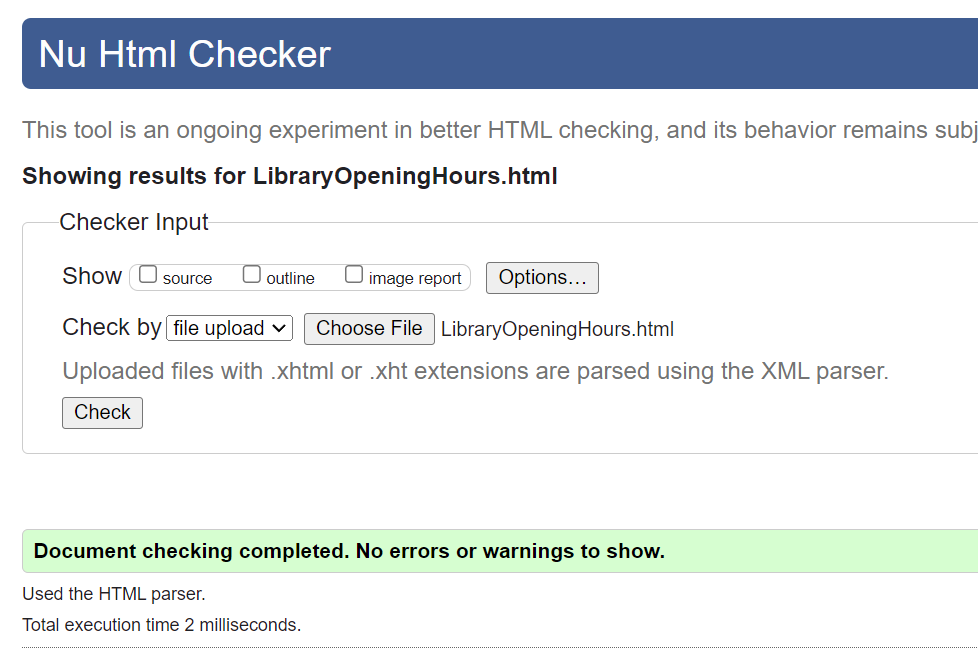 Nu Html Checker
This tool is an ongoing experiment in better HTML checking, and its behavior remains subj
Showing results for LibraryOpeningHours.html
Checker Input
Show source outline image report Options...
Check by file upload Choose File LibraryOpeningHours.html
Uploaded files with .xhtml or .xht extensions are parsed using the XML parser.
Check
Document checking completed. No errors or warnings to show.
Used the HTML parser.
Total execution time 2 milliseconds.